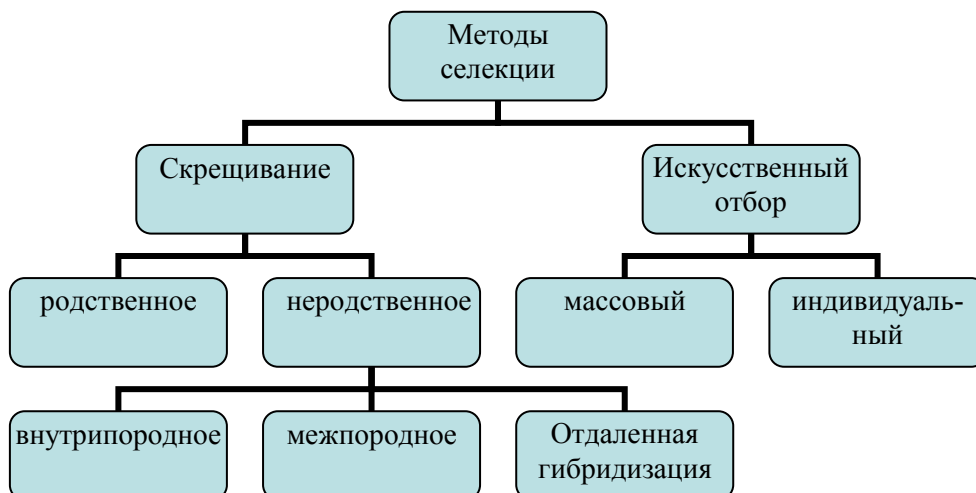 Методы
селекции
Скрещивание
Искусственный
отбор
родственное
неродственное
массовый
индивидуаль-
ный
внутрипородное
межпородное
Отдаленная
гибридизация